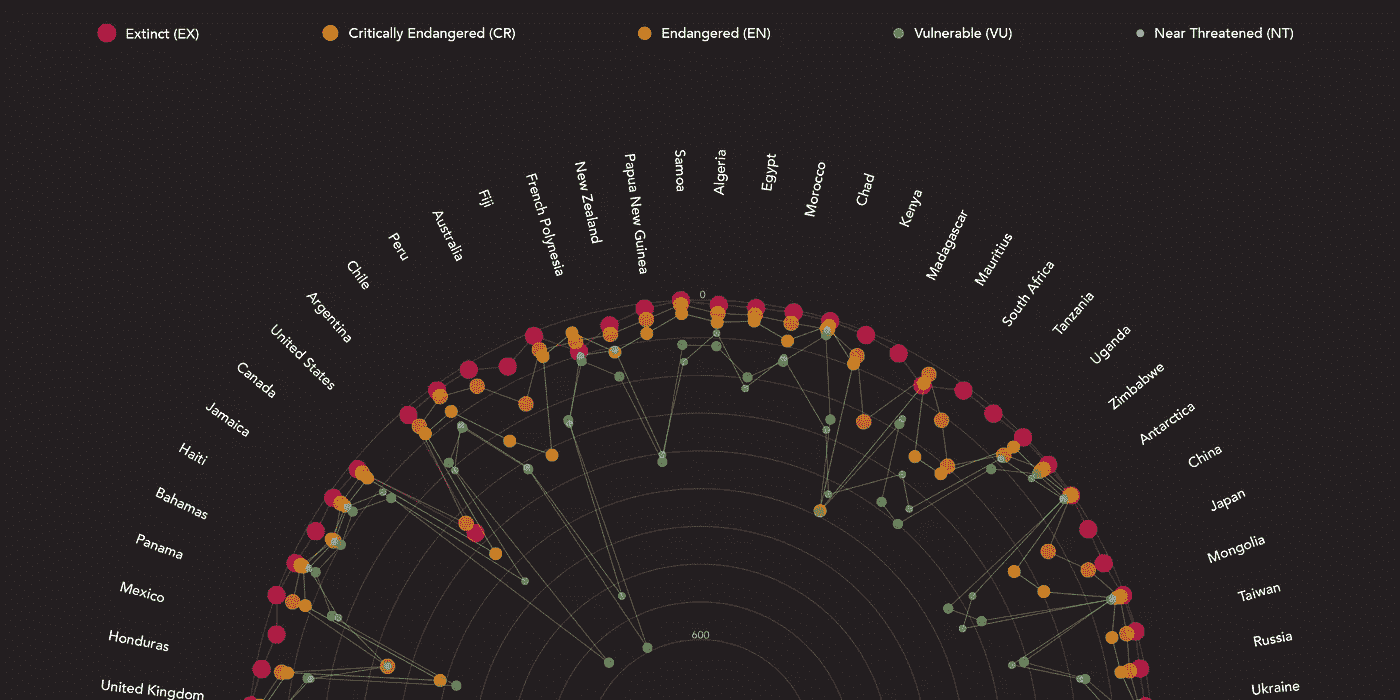 Extinct (EX)
Critically Endangered (CR)
Endangered (EN)
Vulnerable (VU)
Near Threatened (NT)
United Kingdom
Honduras
Mexico
Panama
Bahamas
Haiti
Jamaica
Canada
United States
Argentina
Chile
Peru
Australia
Fiji
French Polynesia
New Zealand
Papua New Guinea
Samoa
Algeria
Egypt
Morocco
Chad
Kenya
Madagascar
Mauritius
South Africa
Tanzania
Uganda
Zimbabwe
Antarctica
China
Japan
Mongolia
Taiwan
Russia
Ukraine
0
600